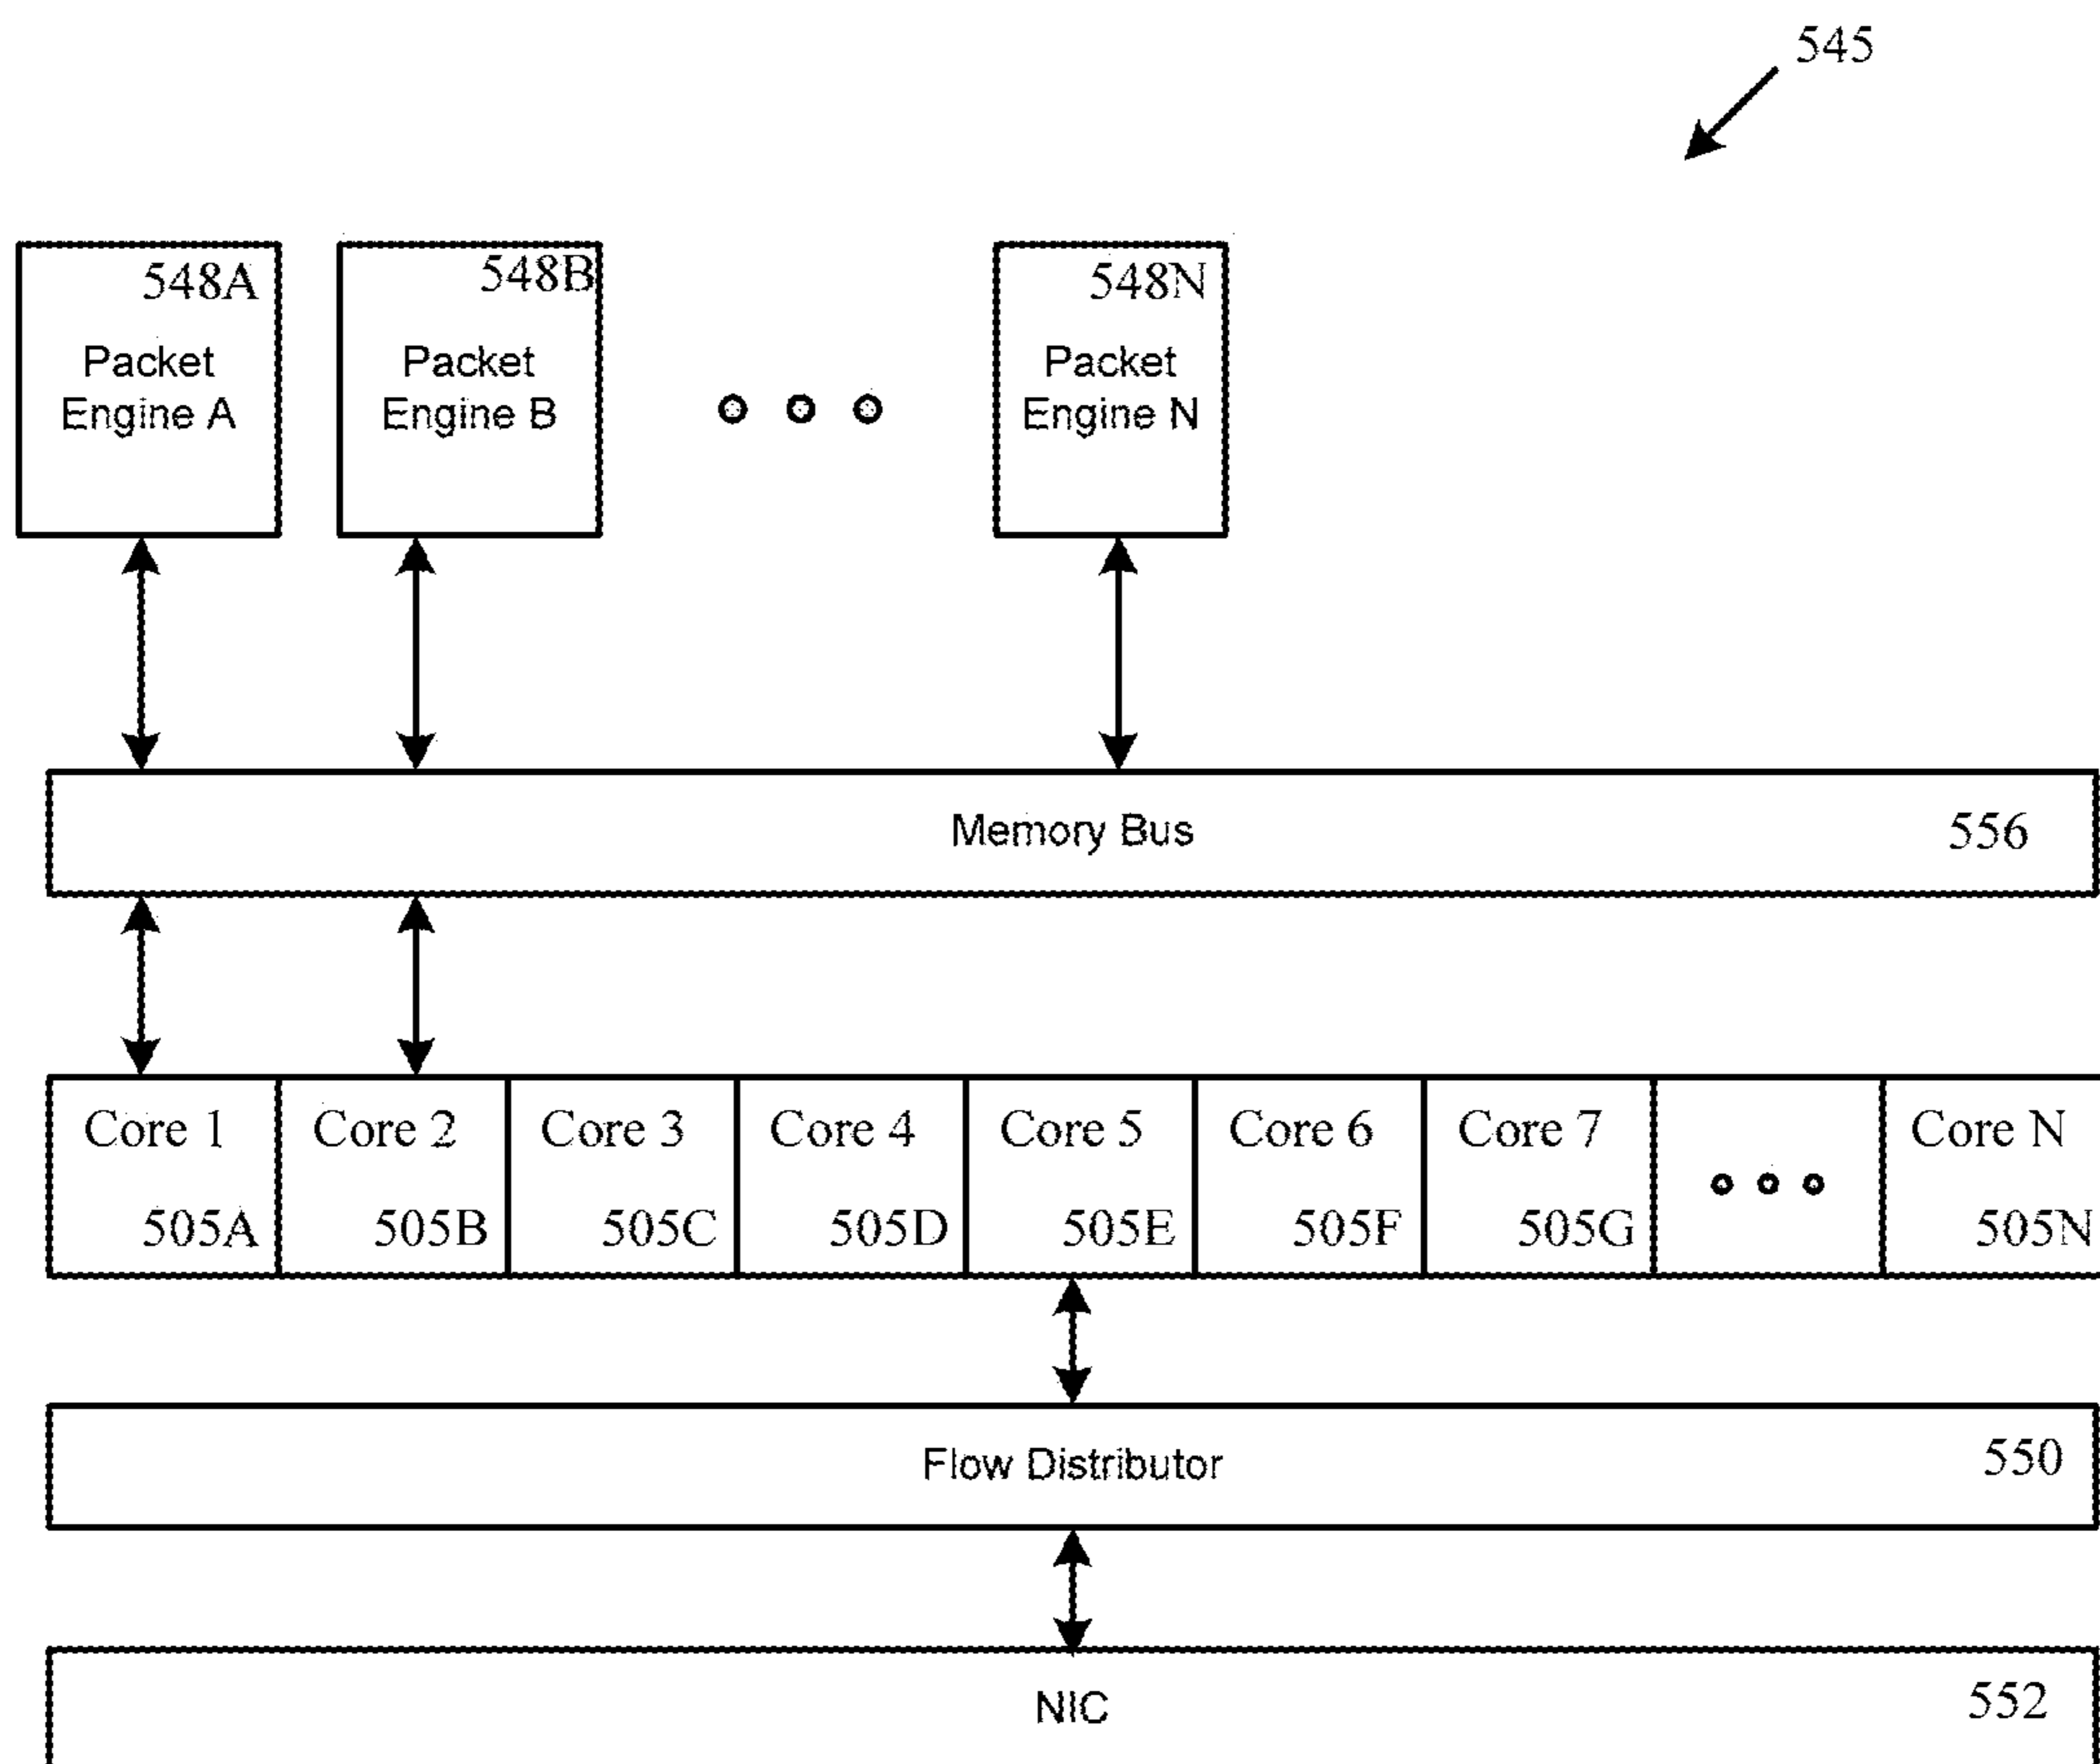 545
548A
Packet
Engine A
548B
Packet
Engine B
548N
Packet
Engine N
Memory Bus
556
Core 1
505A
Core 2
505B
Core 3
505C
Core 4
505D
Core 5
505E
Core 6
505F
Core 7
505G
Core N
505N
Flow Distributor
550
NIC
552